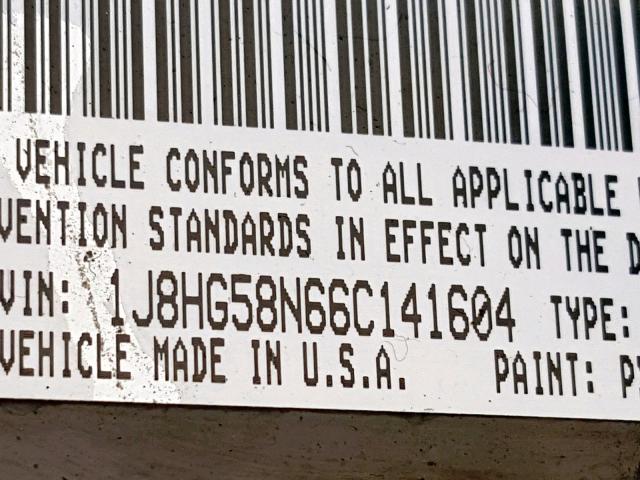 VEHICLE CONFORMS TO ALL APPLICABLE
VENTION STANDARDS IN EFFECT ON THE D
VIN: 1J8HG58N66C141604 TYPE:
VEHICLE MADE IN U.S.A. PAINT: P